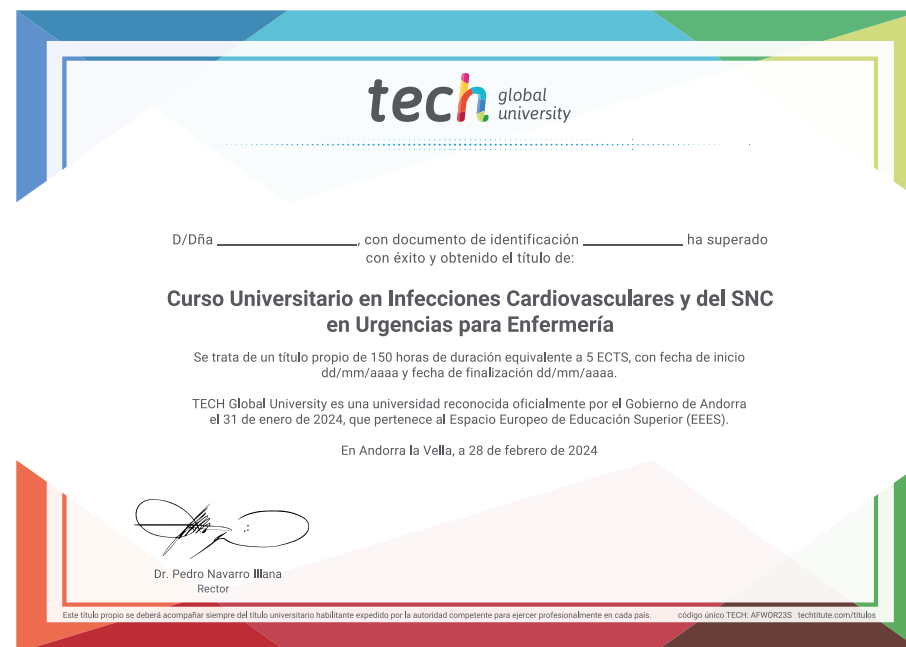 tech global university
D/Dña ____________________, con documento de identificación ______________ ha superado
con éxito y obtenido el título de:
Curso Universitario en Infecciones Cardiovasculares y del SNC
en Urgencias para Enfermería
Se trata de un título propio de 150 horas de duración equivalente a 5 ECTS, con fecha de inicio
dd/mm/aaaa y fecha de finalización dd/mm/aaaa.
TECH Global University es una universidad reconocida oficialmente por el Gobierno de Andorra
el 31 de enero de 2024, que pertenece al Espacio Europeo de Educación Superior (EEES).
En Andorra la Vella, a 28 de febrero de 2024
Dr. Pedro Navarro Illana
Rector
Este título propio se deberá acompañar siempre del título universitario habilitante expedido por la autoridad competente para ejercer profesionalmente en cada país. código único TECH: AFWOR23S techtitute.com/titulos